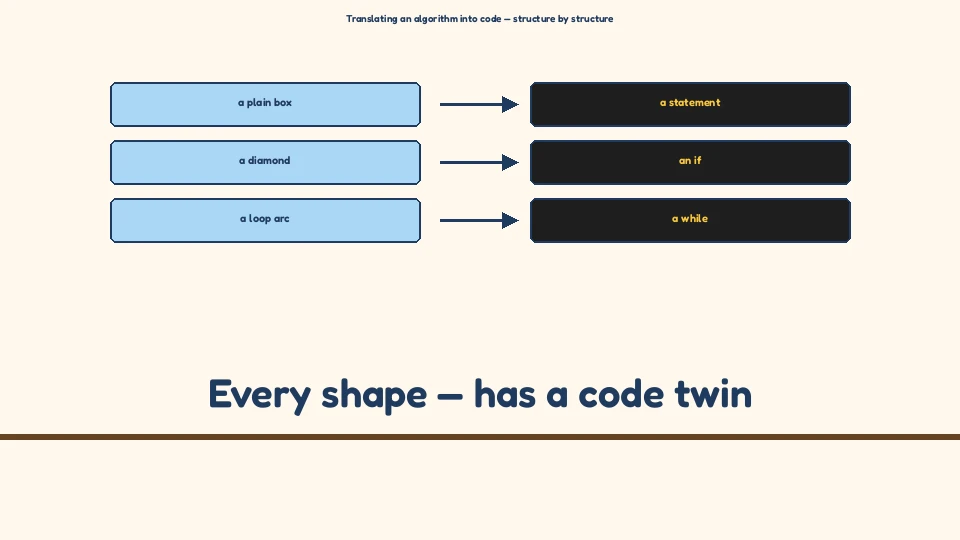 Translating an algorithm into code — structure by structure
a plain box
a statement
a diamond
an if
a loop arc
a while
Every shape — has a code twin